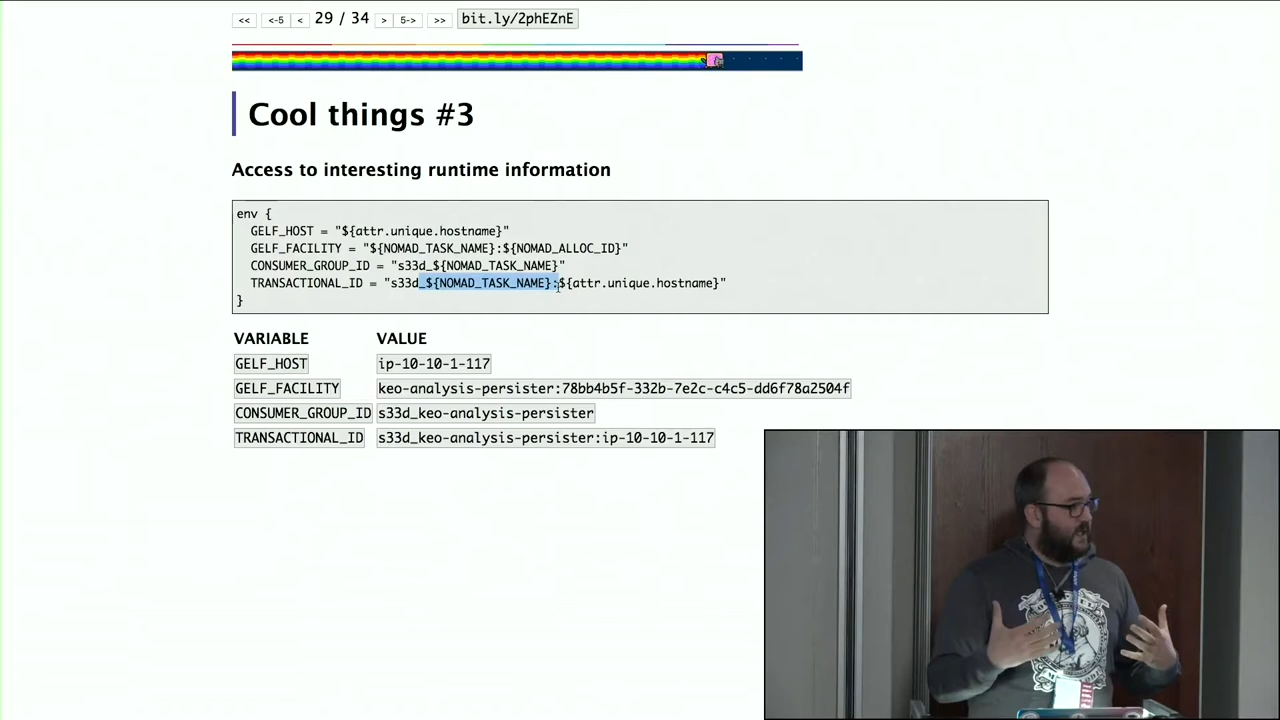 << <-5 < 29 / 34 > 5-> >> bit.ly/2phEZnE
Cool things #3
Access to interesting runtime information
env {
GELF_HOST = "${attr.unique.hostname}"
GELF_FACILITY = "${NOMAD_TASK_NAME}:${NOMAD_ALLOC_ID}"
CONSUMER_GROUP_ID = "s33d_${NOMAD_TASK_NAME}"
TRANSACTIONAL_ID = "s33d_${NOMAD_TASK_NAME}:${attr.unique.hostname}"
}
VARIABLE VALUE
GELF_HOST ip-10-10-1-117
GELF_FACILITY keo-analysis-persister:78bb4b5f-332b-7e2c-c4c5-dd6f78a2504f
CONSUMER_GROUP_ID s33d_keo-analysis-persister
TRANSACTIONAL_ID s33d_keo-analysis-persister:ip-10-10-1-117